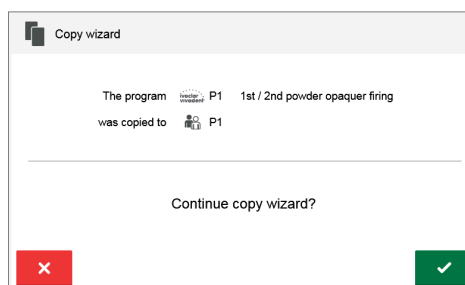 Copy wizard
The program ivoclar vivadent P1 1st / 2nd powder opaquer firing
was copied to P1
Continue copy wizard?